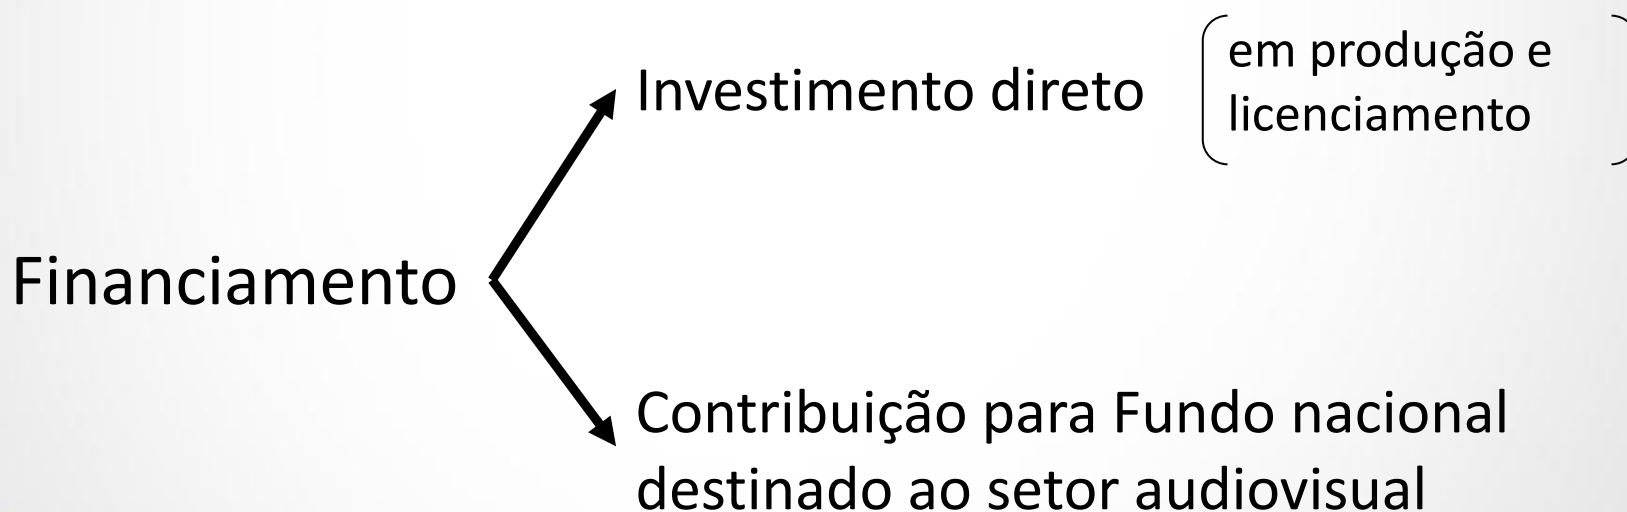 em produção e
Investimento direto
licenciamento
Financiamento
Contribuição para Fundo nacional
destinado ao setor audiovisual